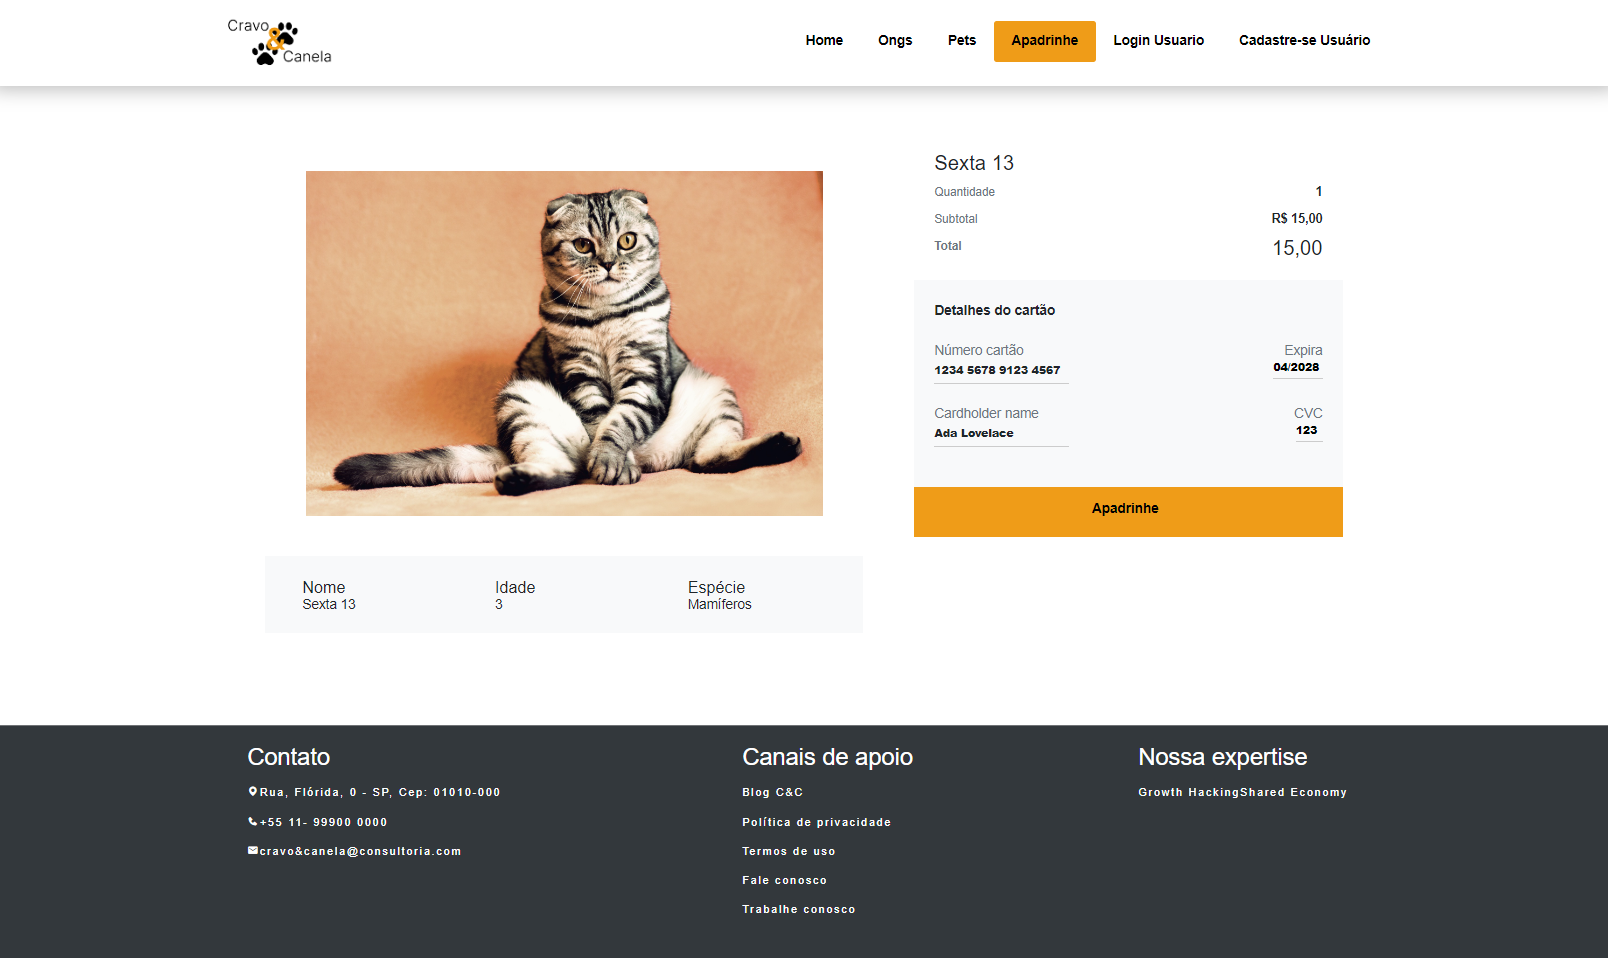 Cravo
&
Canela
Home Ongs Pets Apadrinhe Login Usuario Cadastre-se Usuário
Sexta 13
Quantidade 1
Subtotal R$ 15,00
Total 15,00
Detalhes do cartão
Número cartão Expira
1234 5678 9123 4567 04/2028
Cardholder name CVC
Ada Lovelace 123
Apadrinhe
Nome Idade Espécie
Sexta 13 3 Mamíferos
Contato
Rua, Flórida, 0 - SP, Cep: 01010-000
+55 11- 99900 0000
cravo&canela@consultoria.com
Canais de apoio
Blog C&C
Política de privacidade
Termos de uso
Fale conosco
Trabalhe conosco
Nossa expertise
Growth HackingShared Economy